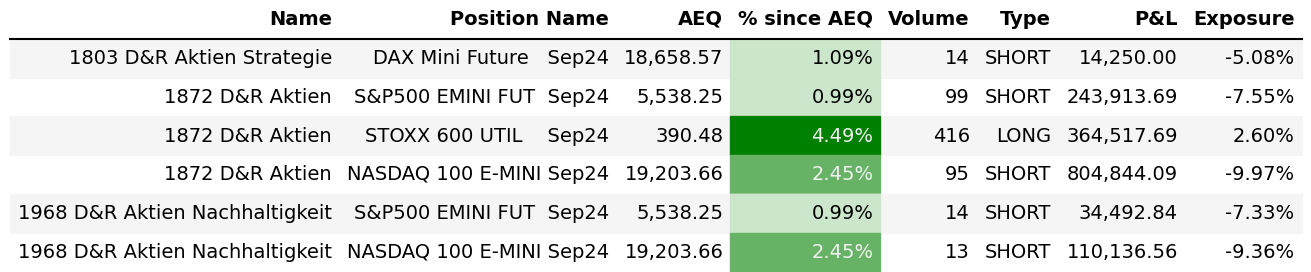 Name Position Name AEQ % since AEQ Volume Type P&L Exposure
1803 D&R Aktien Strategie DAX Mini Future Sep24 18,658.57 1.09% 14 SHORT 14,250.00 -5.08%
1872 D&R Aktien S&P500 EMINI FUT Sep24 5,538.25 0.99% 99 SHORT 243,913.69 -7.55%
1872 D&R Aktien STOXX 600 UTIL Sep24 390.48 4.49% 416 LONG 364,517.69 2.60%
1872 D&R Aktien NASDAQ 100 E-MINI Sep24 19,203.66 2.45% 95 SHORT 804,844.09 -9.97%
1968 D&R Aktien Nachhaltigkeit S&P500 EMINI FUT Sep24 5,538.25 0.99% 14 SHORT 34,492.84 -7.33%
1968 D&R Aktien Nachhaltigkeit NASDAQ 100 E-MINI Sep24 19,203.66 2.45% 13 SHORT 110,136.56 -9.36%